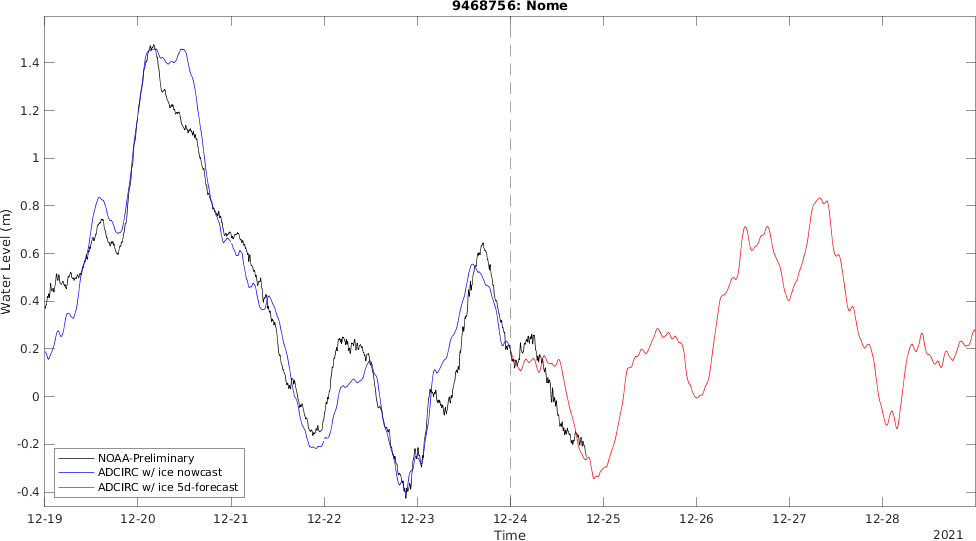 9468756: Nome
Water Level (m)
1.4
1.2
1
0.8
0.6
0.4
0.2
0
-0.2
-0.4
NOAA-Preliminary
ADCIRC w/ ice nowcast
ADCIRC w/ ice 5d-forecast
12-19 12-20 12-21 12-22 12-23 12-24 12-25 12-26 12-27 12-28
Time
2021